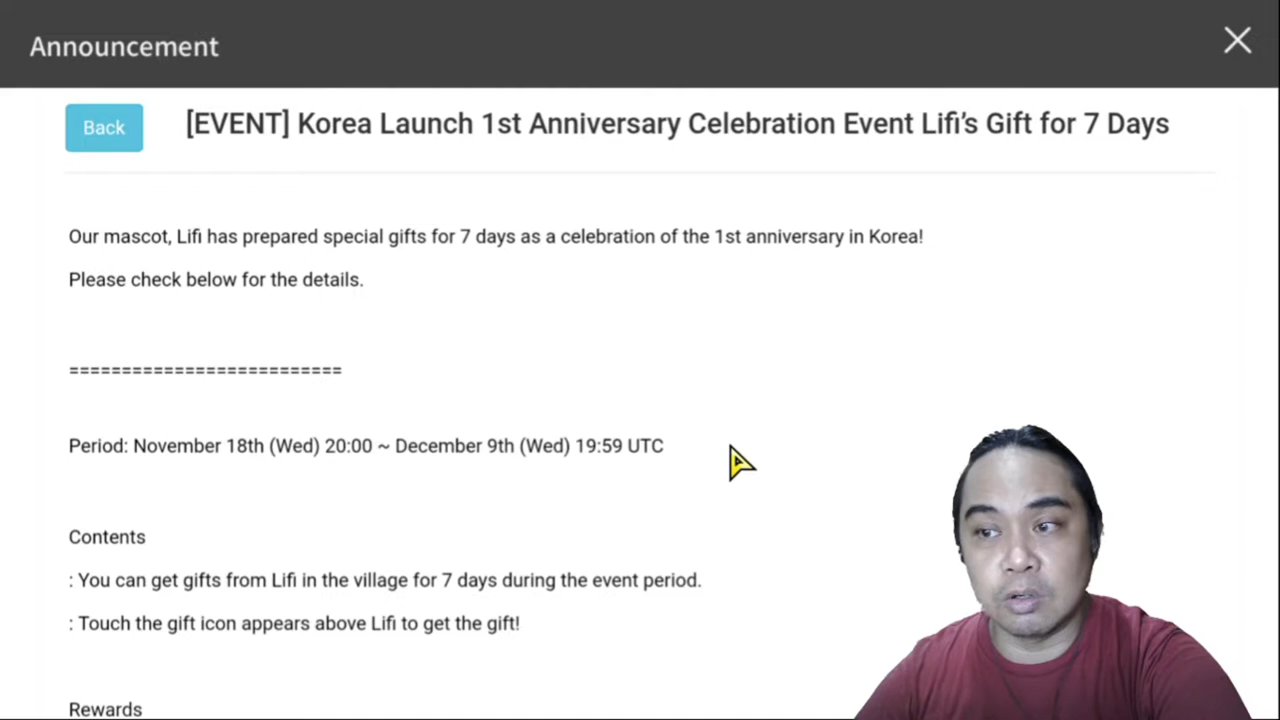 Announcement
Back
[EVENT] Korea Launch 1st Anniversary Celebration Event Lifi’s Gift for 7 Days
Our mascot, Lifi has prepared special gifts for 7 days as a celebration of the 1st anniversary in Korea!
Please check below for the details.
==========================
Period: November 18th (Wed) 20:00 ~ December 9th (Wed) 19:59 UTC
Contents
: You can get gifts from Lifi in the village for 7 days during the event period.
: Touch the gift icon appears above Lifi to get the gift!
Rewards